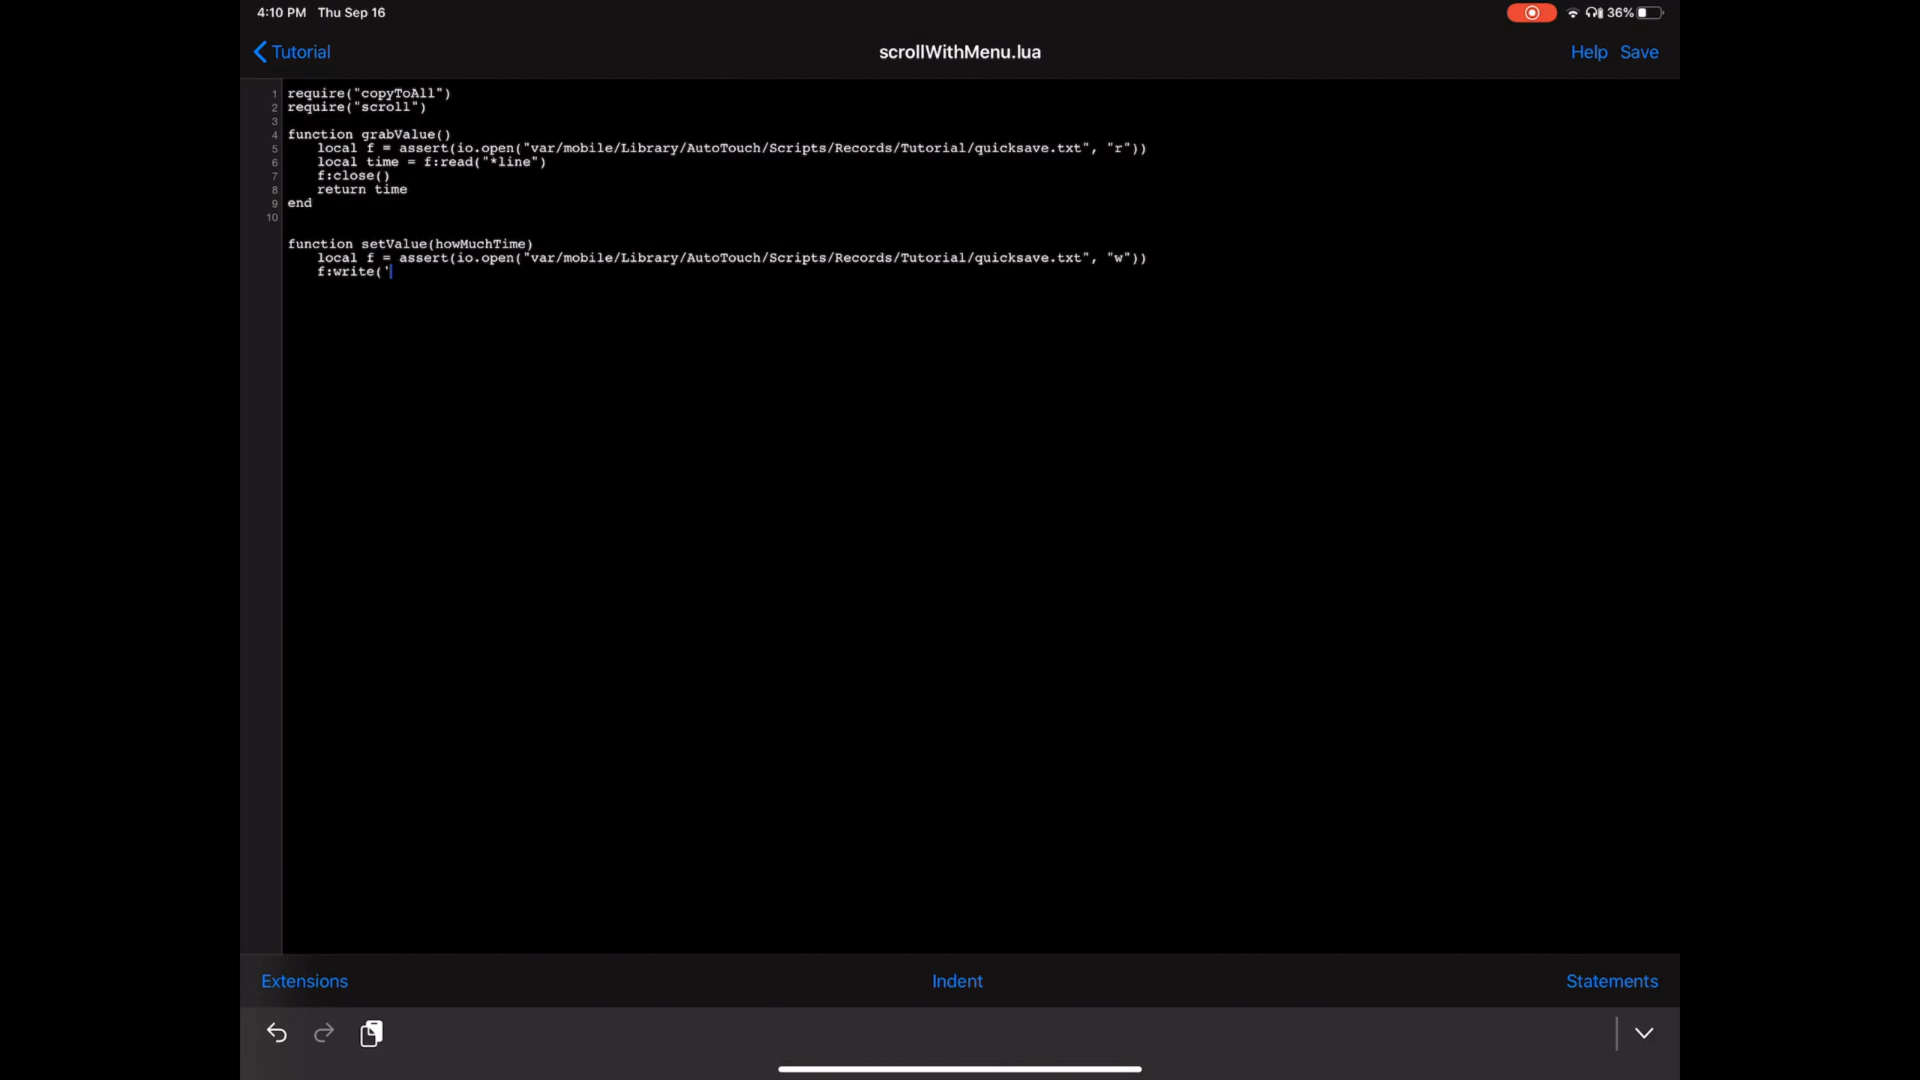 4:10 PM Thu Sep 16
36%
Tutorial
scrollWithMenu.lua
Help Save
1 require("copyToAll")
2 require("scroll")
3
4 function grabValue()
5 local f = assert(io.open("var/mobile/Library/AutoTouch/Scripts/Records/Tutorial/quicksave.txt", "r"))
6 local time = f:read("*line")
7 f:close()
8 return time
9 end
10
function setValue(howMuchTime)
local f = assert(io.open("var/mobile/Library/AutoTouch/Scripts/Records/Tutorial/quicksave.txt", "w"))
f:write('
Extensions
Indent
Statements